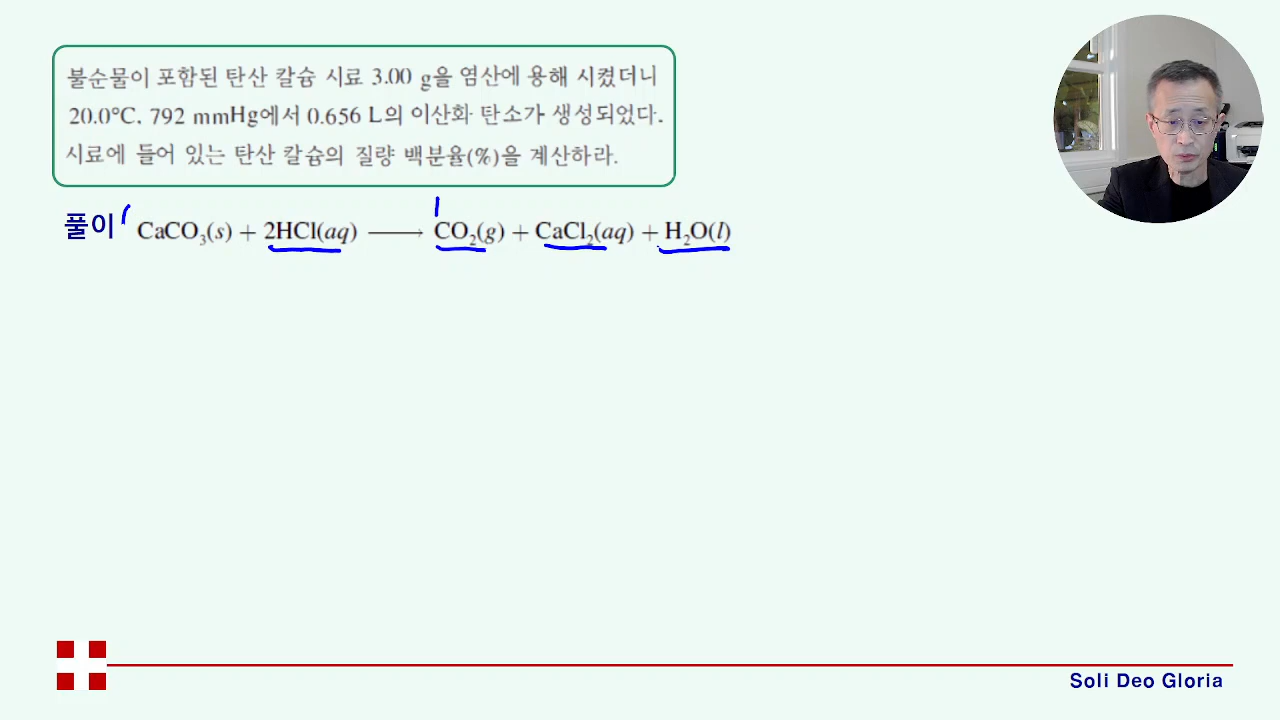 불순물이 포함된 탄산 칼슘 시료 3.00 g을 염산에 용해 시켰더니
20.0°C, 792 mmHg에서 0.656 L의 이산화 탄소가 생성되었다.
시료에 들어 있는 탄산 칼슘의 질량 백분율(%)을 계산하라.
풀이 CaCO₃(s) + 2HCl(aq) ⟶ CO₂(g) + CaCl₂(aq) + H₂O(l)
Soli Deo Gloria